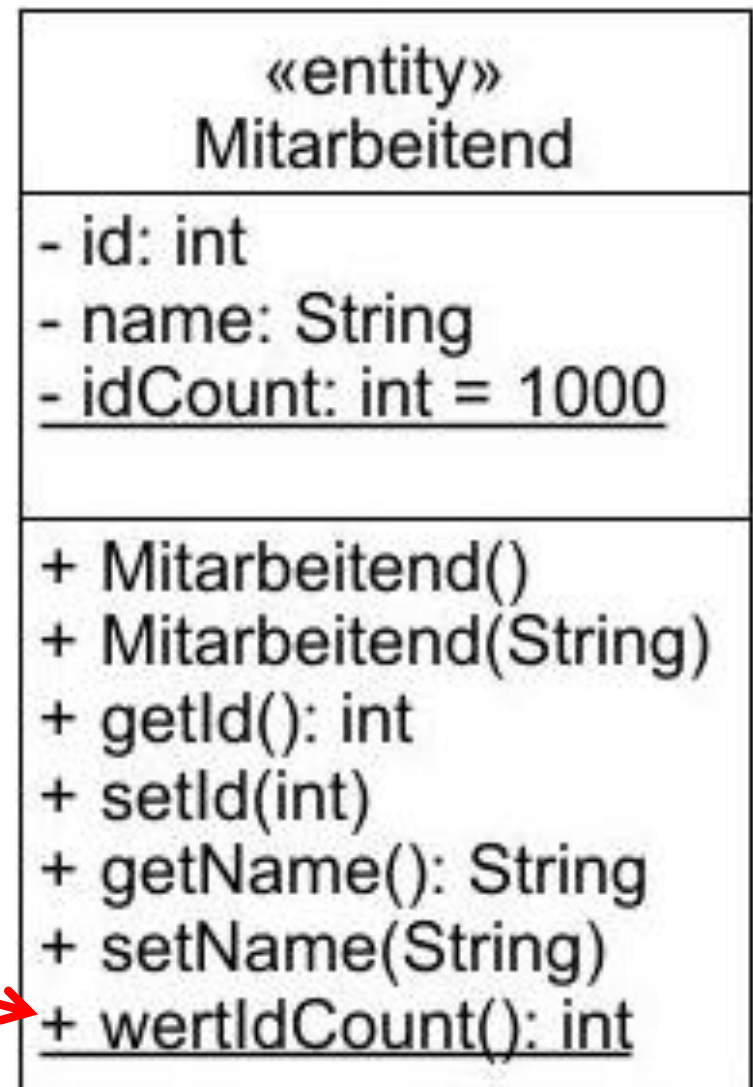 «entity»
Mitarbeitend
- id: int
- name: String
- idCount: int = 1000
+ Mitarbeitend()
+ Mitarbeitend(String)
+ getId(): int
+ setId(int)
+ getName(): String
+ setName(String)
+ wertIdCount(): int